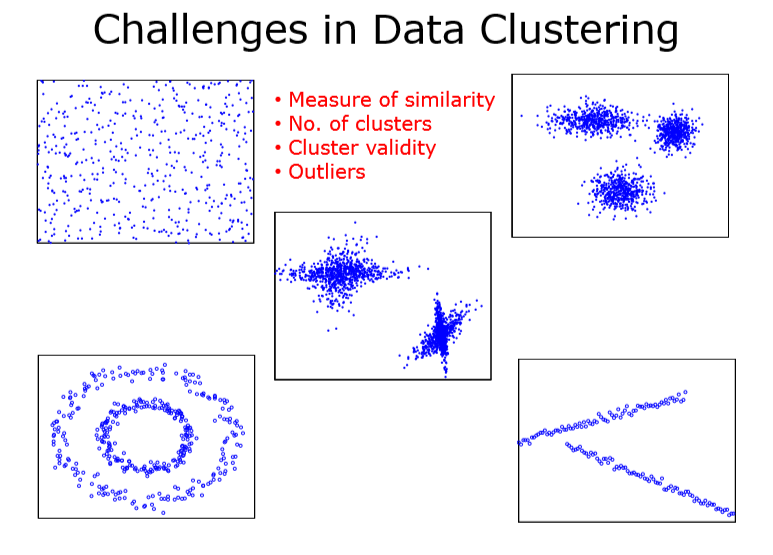 Challenges in Data Clustering
• Measure of similarity
• No. of clusters
• Cluster validity
• Outliers